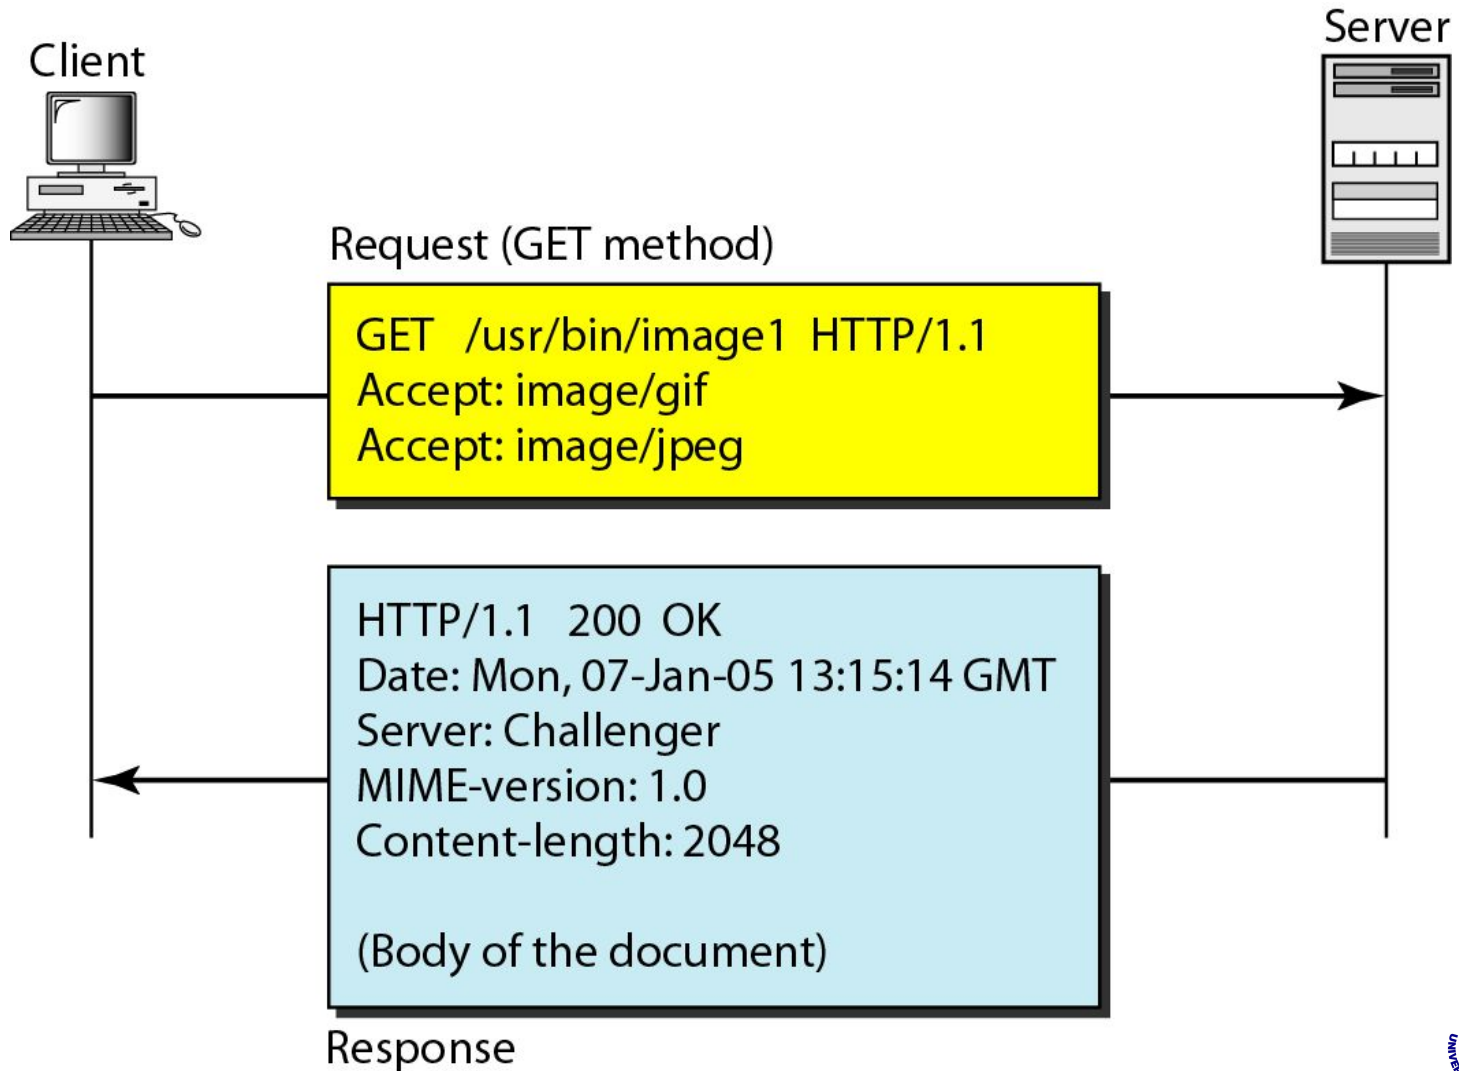 Client
Server
Request (GET method)
GET /usr/bin/image1 HTTP/1.1
Accept: image/gif
Accept: image/jpeg
HTTP/1.1 200 OK
Date: Mon, 07-Jan-05 13:15:14 GMT
Server: Challenger
MIME-version: 1.0
Content-length: 2048
(Body of the document)
Response